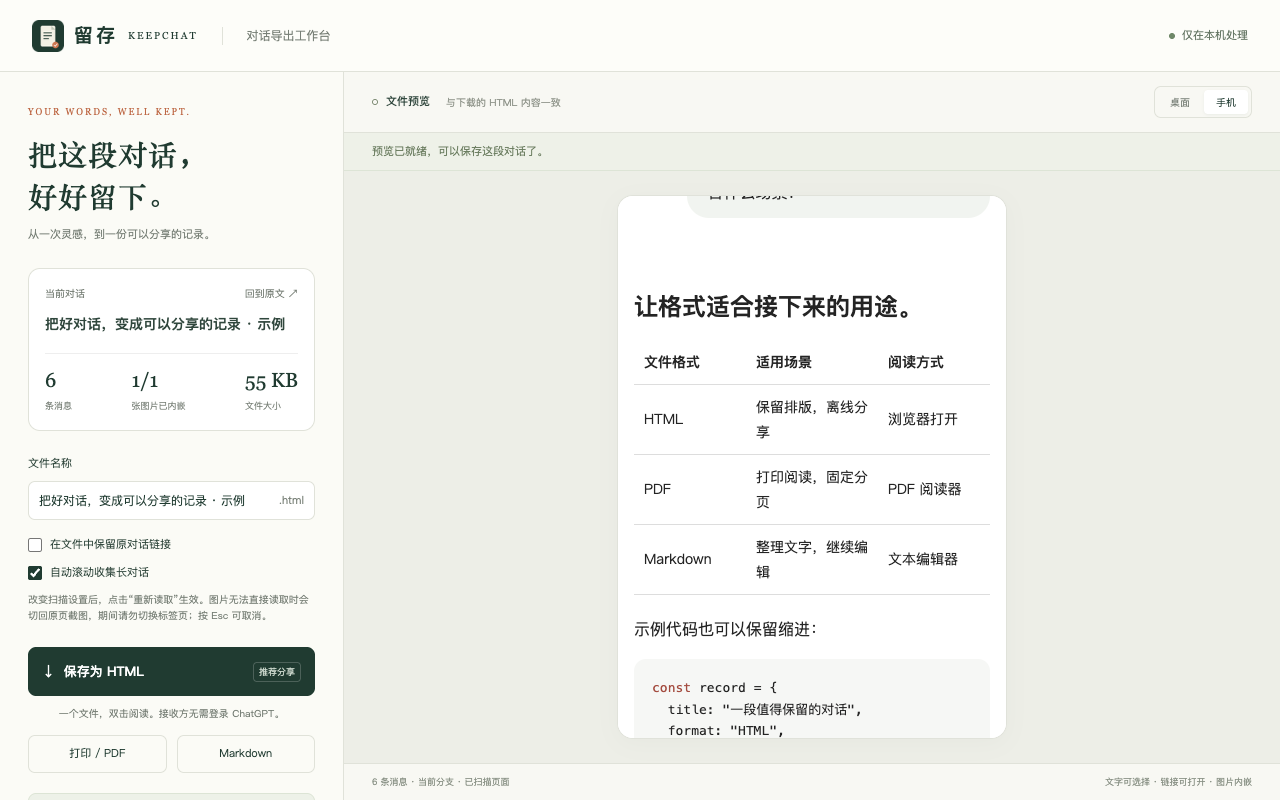 留存 KEEPCHAT 对话导出工作台
仅在本机处理
YOUR WORDS, WELL KEPT.
把这段对话，
好好留下。
从一次灵感，到一份可以分享的记录。
当前对话 回到原文 ↗
把好对话，变成可以分享的记录 · 示例
6 1/1 55 KB
条消息 张图片已内嵌 文件大小
文件名称
把好对话，变成可以分享的记录 · 示例 .html
在文件中保留原对话链接
自动滚动收集长对话
改变扫描设置后，点击“重新读取”生效。图片无法直接读取时会
切回原页截图，期间请勿切换标签页；按 Esc 可取消。
↓ 保存为 HTML 推荐分享
一个文件，双击阅读。接收方无需登录 ChatGPT。
打印 / PDF Markdown
文件预览 与下载的 HTML 内容一致
桌面 手机
预览已就绪，可以保存这段对话了。
让格式适合接下来的用途。
文件格式 适用场景 阅读方式
HTML 保留排版，离线分
享 浏览器打开
PDF 打印阅读，固定分
页 PDF 阅读器
Markdown 整理文字，继续编
辑 文本编辑器
示例代码也可以保留缩进：
const record = {
title: "一段值得保留的对话",
format: "HTML",
6 条消息 · 当前分支 · 已扫描页面
文字可选择 · 链接可打开 · 图片内嵌